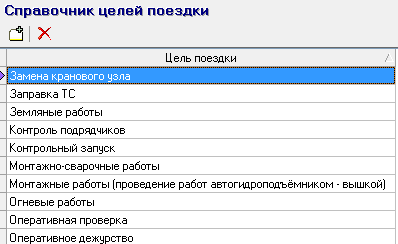 Справочник целей поездки
Цель поездки
Замена кранового узла
Заправка ТС
Земляные работы
Контроль подрядчиков
Контрольный запуск
Монтажно-сварочные работы
Монтажные работы (проведение работ автогидроподъёмником - вышкой)
Огневые работы
Оперативная проверка
Оперативное дежурство